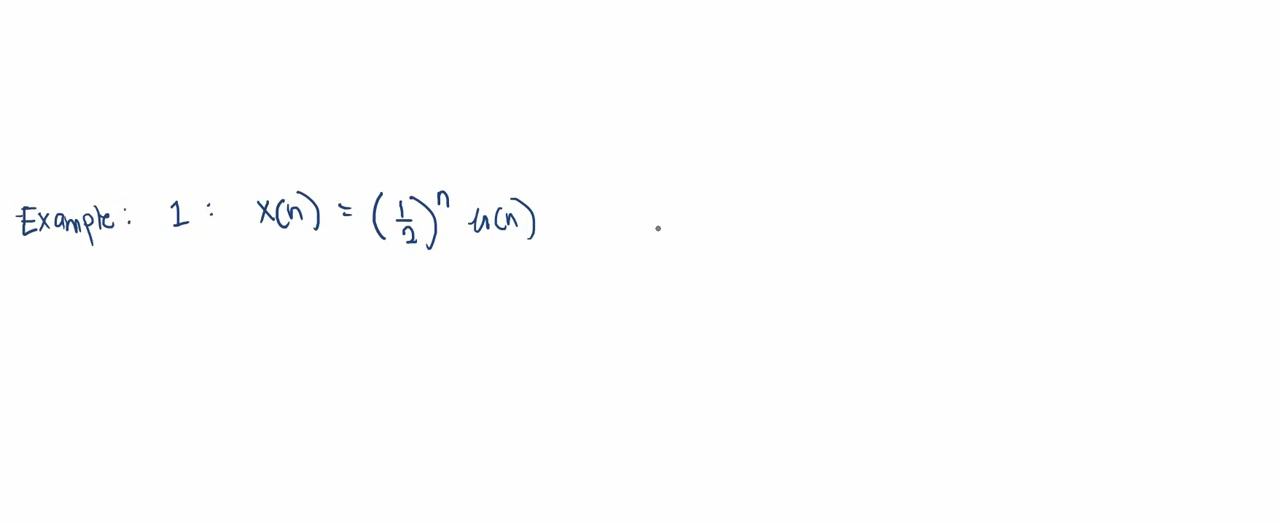 Example: 1: x(n) = (1/2)^n u(n)